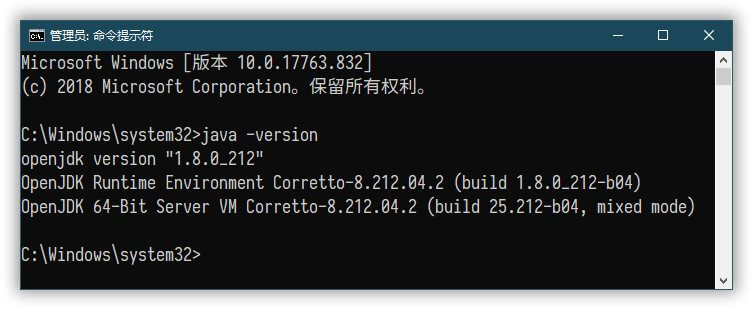 管理员: 命令提示符
Microsoft Windows [版本 10.0.17763.832]
(c) 2018 Microsoft Corporation。保留所有权利。
C:\Windows\system32>java -version
openjdk version "1.8.0_212"
OpenJDK Runtime Environment Corretto-8.212.04.2 (build 1.8.0_212-b04)
OpenJDK 64-Bit Server VM Corretto-8.212.04.2 (build 25.212-b04, mixed mode)
C:\Windows\system32>